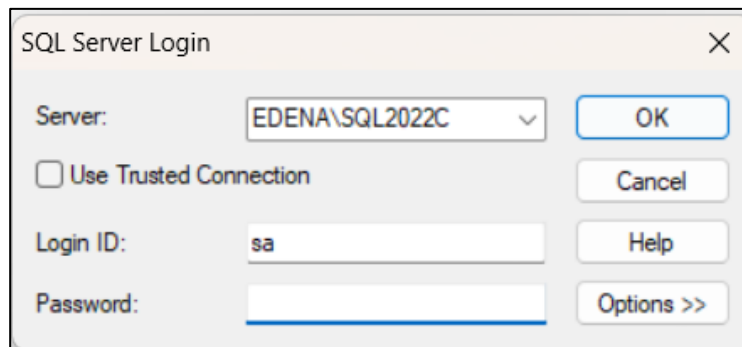 SQL Server Login
Server: EDENA\SQL2022C OK
Use Trusted Connection Cancel
Login ID: sa Help
Password: Options >>